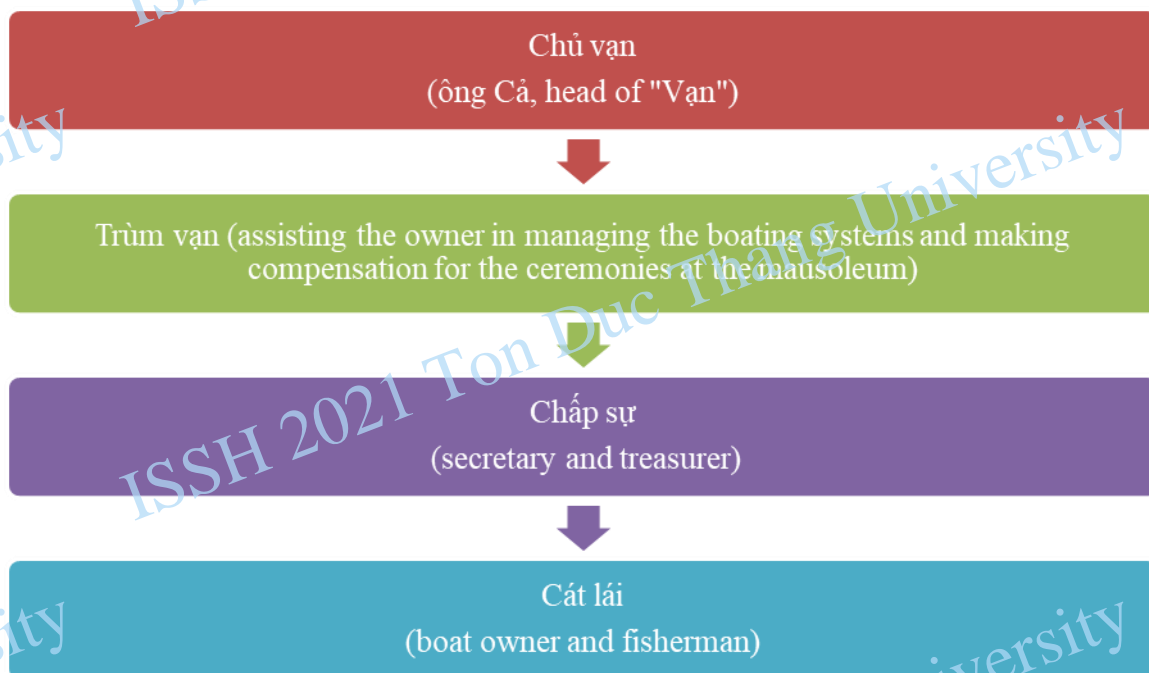 Chủ vạn
(ông Cả, head of "Vạn")
Trùm vạn (assisting the owner in managing the boating systems and making
compensation for the ceremonies at the mausoleum)
Chấp sự
(secretary and treasurer)
Cát lái
(boat owner and fisherman)
ISSH 2021 Ton Duc Thang University